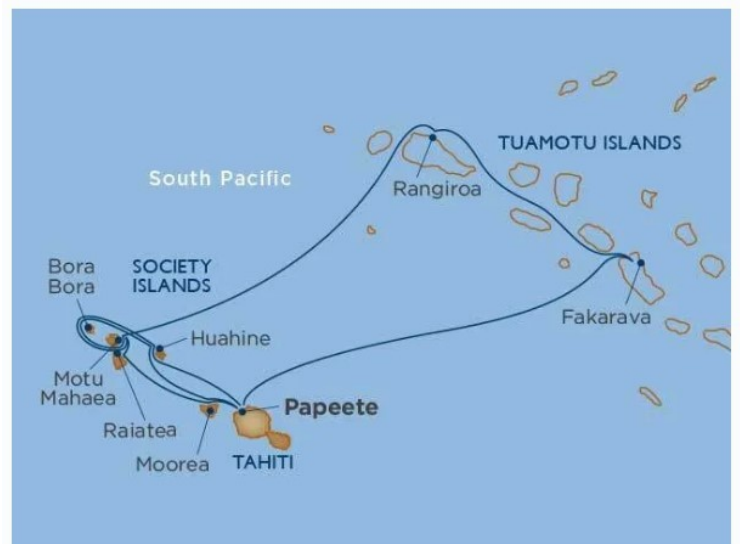 TUAMOTU ISLANDS
South Pacific
Rangiroa
Bora
Bora
SOCIETY
ISLANDS
Fakarava
Huahine
Motu
Mahaea
Papeete
Raiatea
Moorea
TAHITI